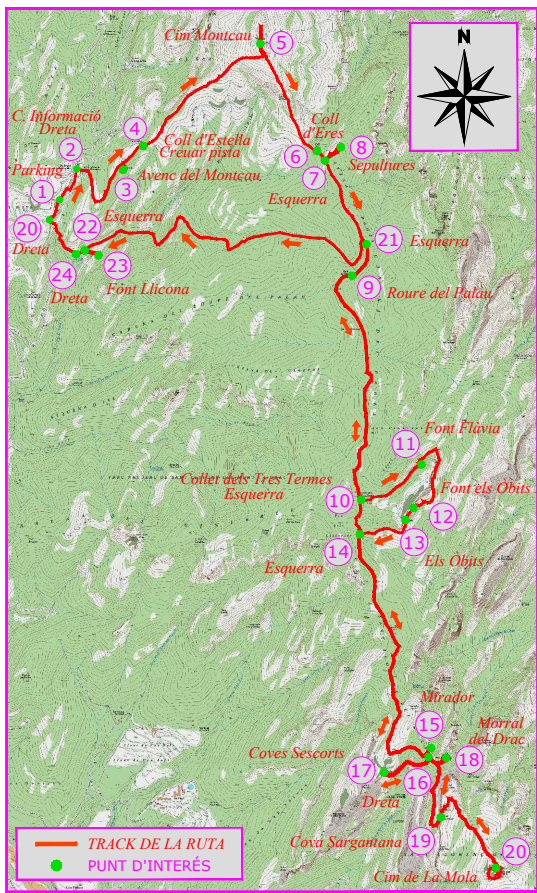 N
Cim Montcau
5
C. Informació
Dreta
4
Coll
d'Eres
8
2
Coll d'Estella
Creuar pista
6
Sepultures
Parking
3
Avenc del Montcau
7
1
Esquerra
Esquerra
20
22
21
Esquerra
Dreta
24
23
Dreta
Font Llicona
9
Roure del Palau
Font Flàvia
11
Collet dels Tres Termes
Esquerra
Font els Òbits
10
12
13
14
Els Òbits
Esquerra
Mirador
15
Morral
del Drac
Coves Sescorts
17
16
18
Dreta
19
Cova Sargantana
20
Cim de La Mola
TRACK DE LA RUTA
PUNT D'INTERÉS